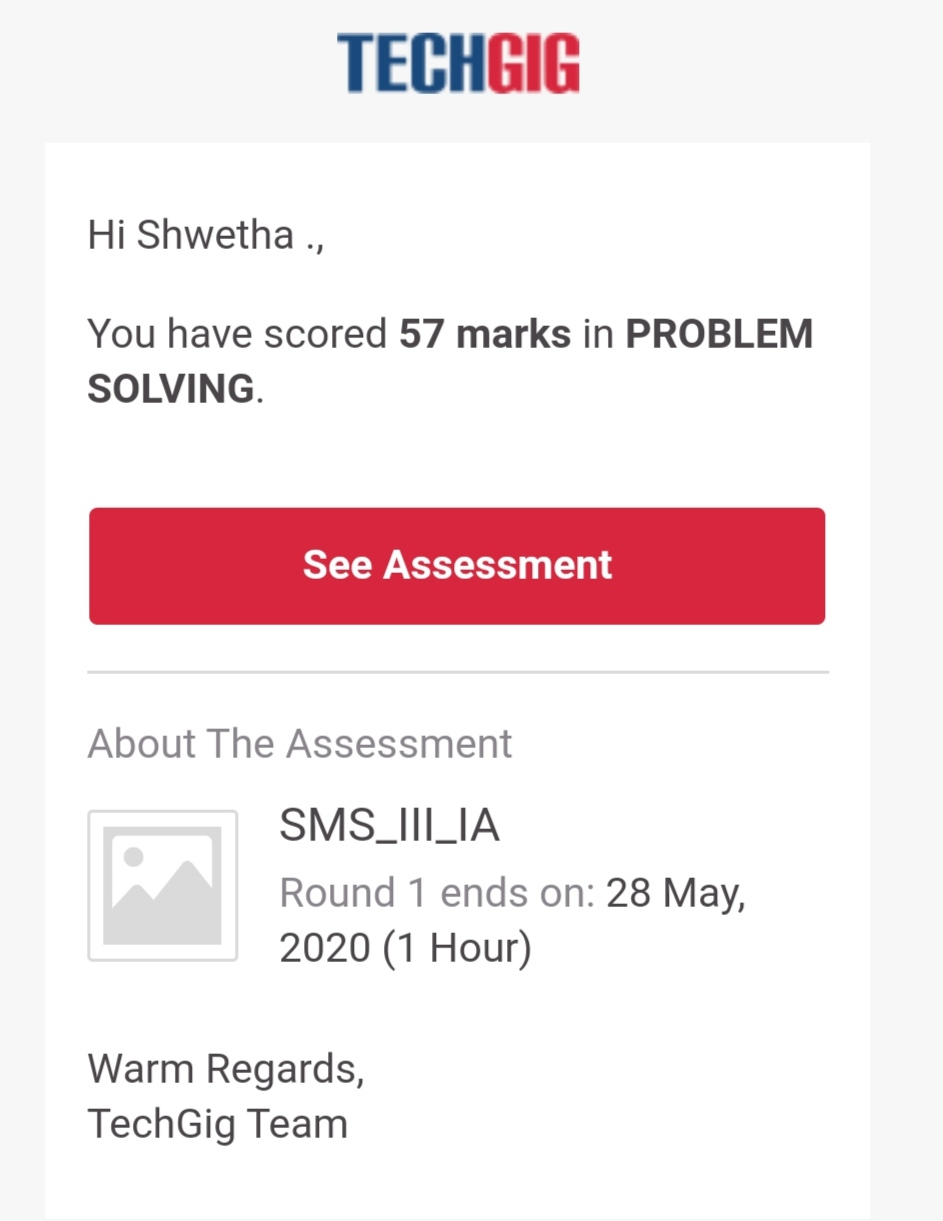 TECHGIG
Hi Shwetha .,
You have scored 57 marks in PROBLEM
SOLVING.
See Assessment
About The Assessment
SMS_III_IA
Round 1 ends on: 28 May,
2020 (1 Hour)
Warm Regards,
TechGig Team